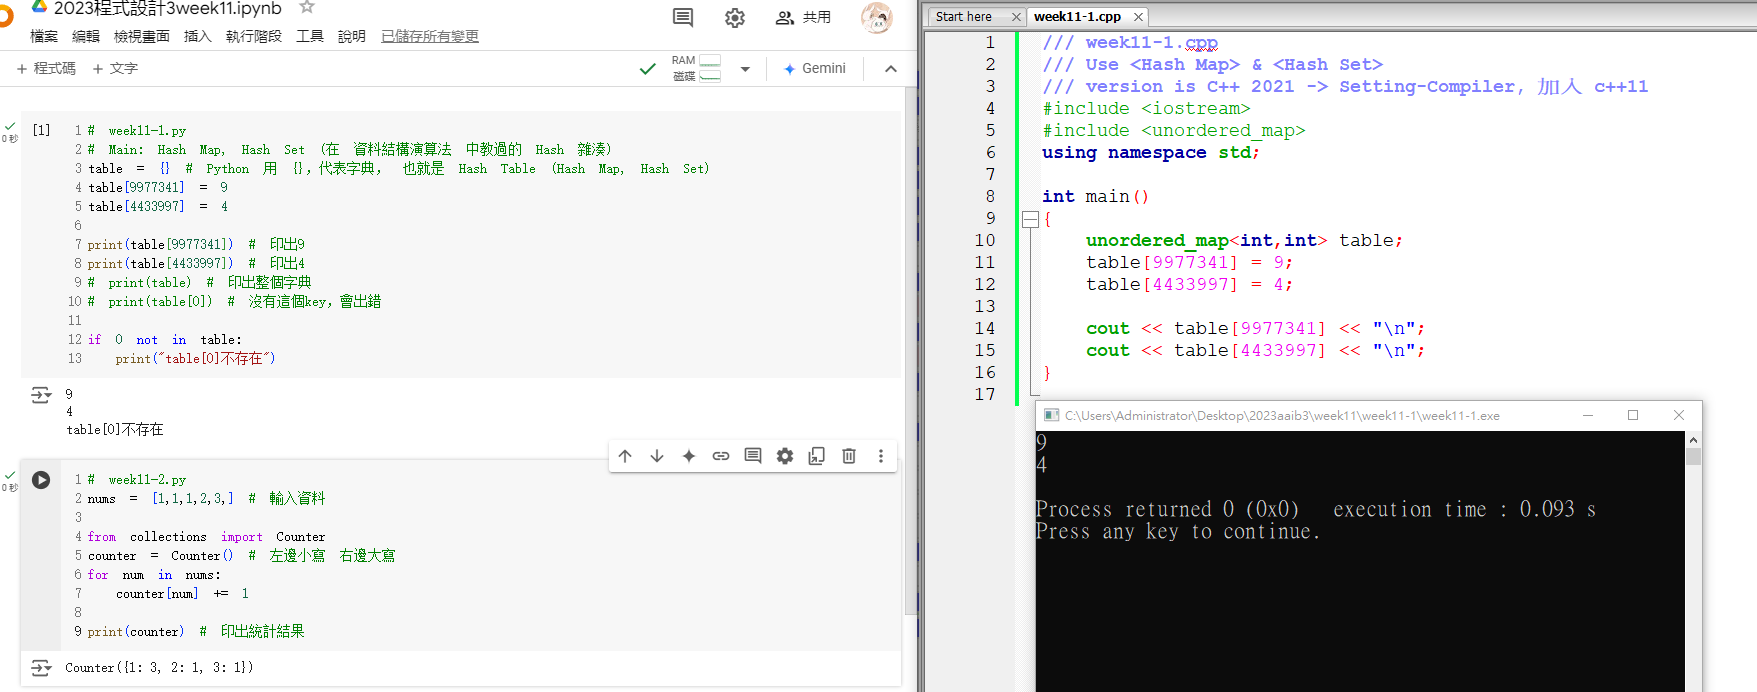 2023程式設計3week11.ipynb
共用
檔案 編輯 檢視畫面 插入 執行階段 工具 說明 已儲存所有變更
+ 程式碼 + 文字
RAM
磁碟
Gemini
0 秒
[1]
1 # week11-1.py
2 # Main: Hash Map, Hash Set (在 資料結構演算法 中教過的 Hash 雜湊)
3 table = {} # Python 用 {}，代表字典， 也就是 Hash Table (Hash Map, Hash Set)
4 table[9977341] = 9
5 table[4433997] = 4
6
7 print(table[9977341]) # 印出9
8 print(table[4433997]) # 印出4
9 # print(table) # 印出整個字典
10 # print(table[0]) # 沒有這個key，會出錯
11
12 if 0 not in table:
13 print("table[0]不存在")
9
4
table[0]不存在
0 秒
1 # week11-2.py
2 nums = [1,1,1,2,3,] # 輸入資料
3
4 from collections import Counter
5 counter = Counter() # 左邊小寫 右邊大寫
6 for num in nums:
7 counter[num] += 1
8
9 print(counter) # 印出統計結果
Counter({1: 3, 2: 1, 3: 1})
Start here week11-1.cpp
1 /// week11-1.cpp
2 /// Use <Hash Map> & <Hash Set>
3 /// version is C++ 2021 -> Setting-Compiler, 加入 c++11
4 #include <iostream>
5 #include <unordered_map>
6 using namespace std;
7
8 int main()
9 {
10 unordered_map<int,int> table;
11 table[9977341] = 9;
12 table[4433997] = 4;
13
14 cout << table[9977341] << "\n";
15 cout << table[4433997] << "\n";
16 }
17
C:\Users\Administrator\Desktop\2023aaib3\week11\week11-1\week11-1.exe
9
4
Process returned 0 (0x0) execution time : 0.093 s
Press any key to continue.